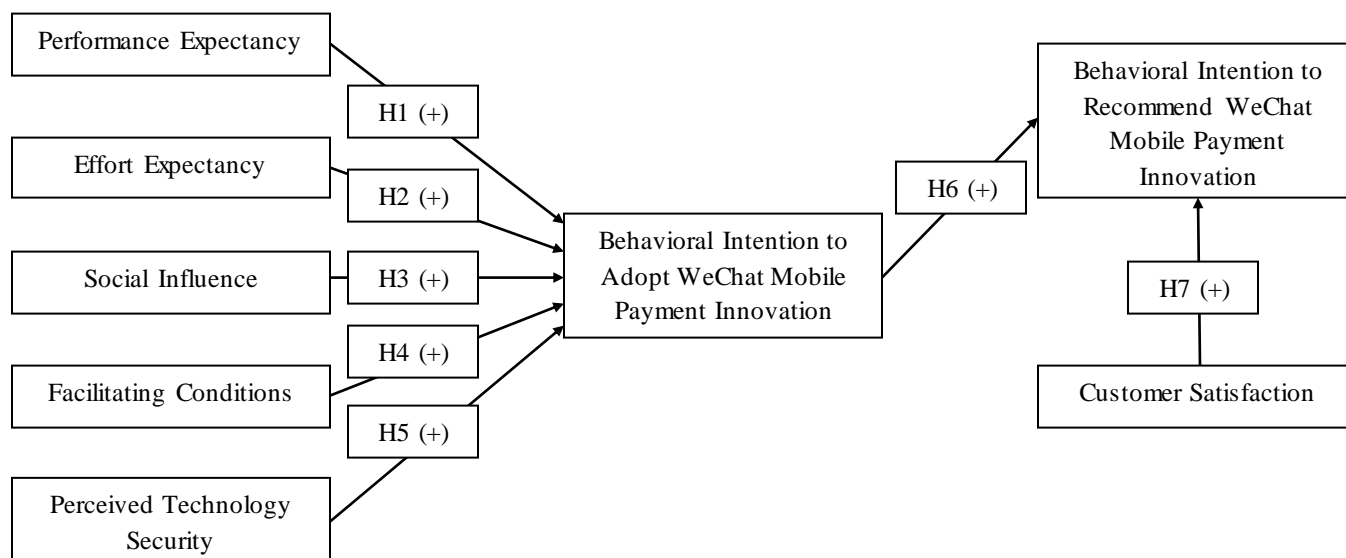 Performance Expectancy
H1 (+)
Effort Expectancy
H2 (+)
Social Influence
H3 (+)
H4 (+)
Facilitating Conditions
H5 (+)
Perceived Technology
Security
Behavioral Intention to
Adopt WeChat Mobile
Payment Innovation
H6 (+)
Behavioral Intention to
Recommend WeChat
Mobile Payment
Innovation
H7 (+)
Customer Satisfaction